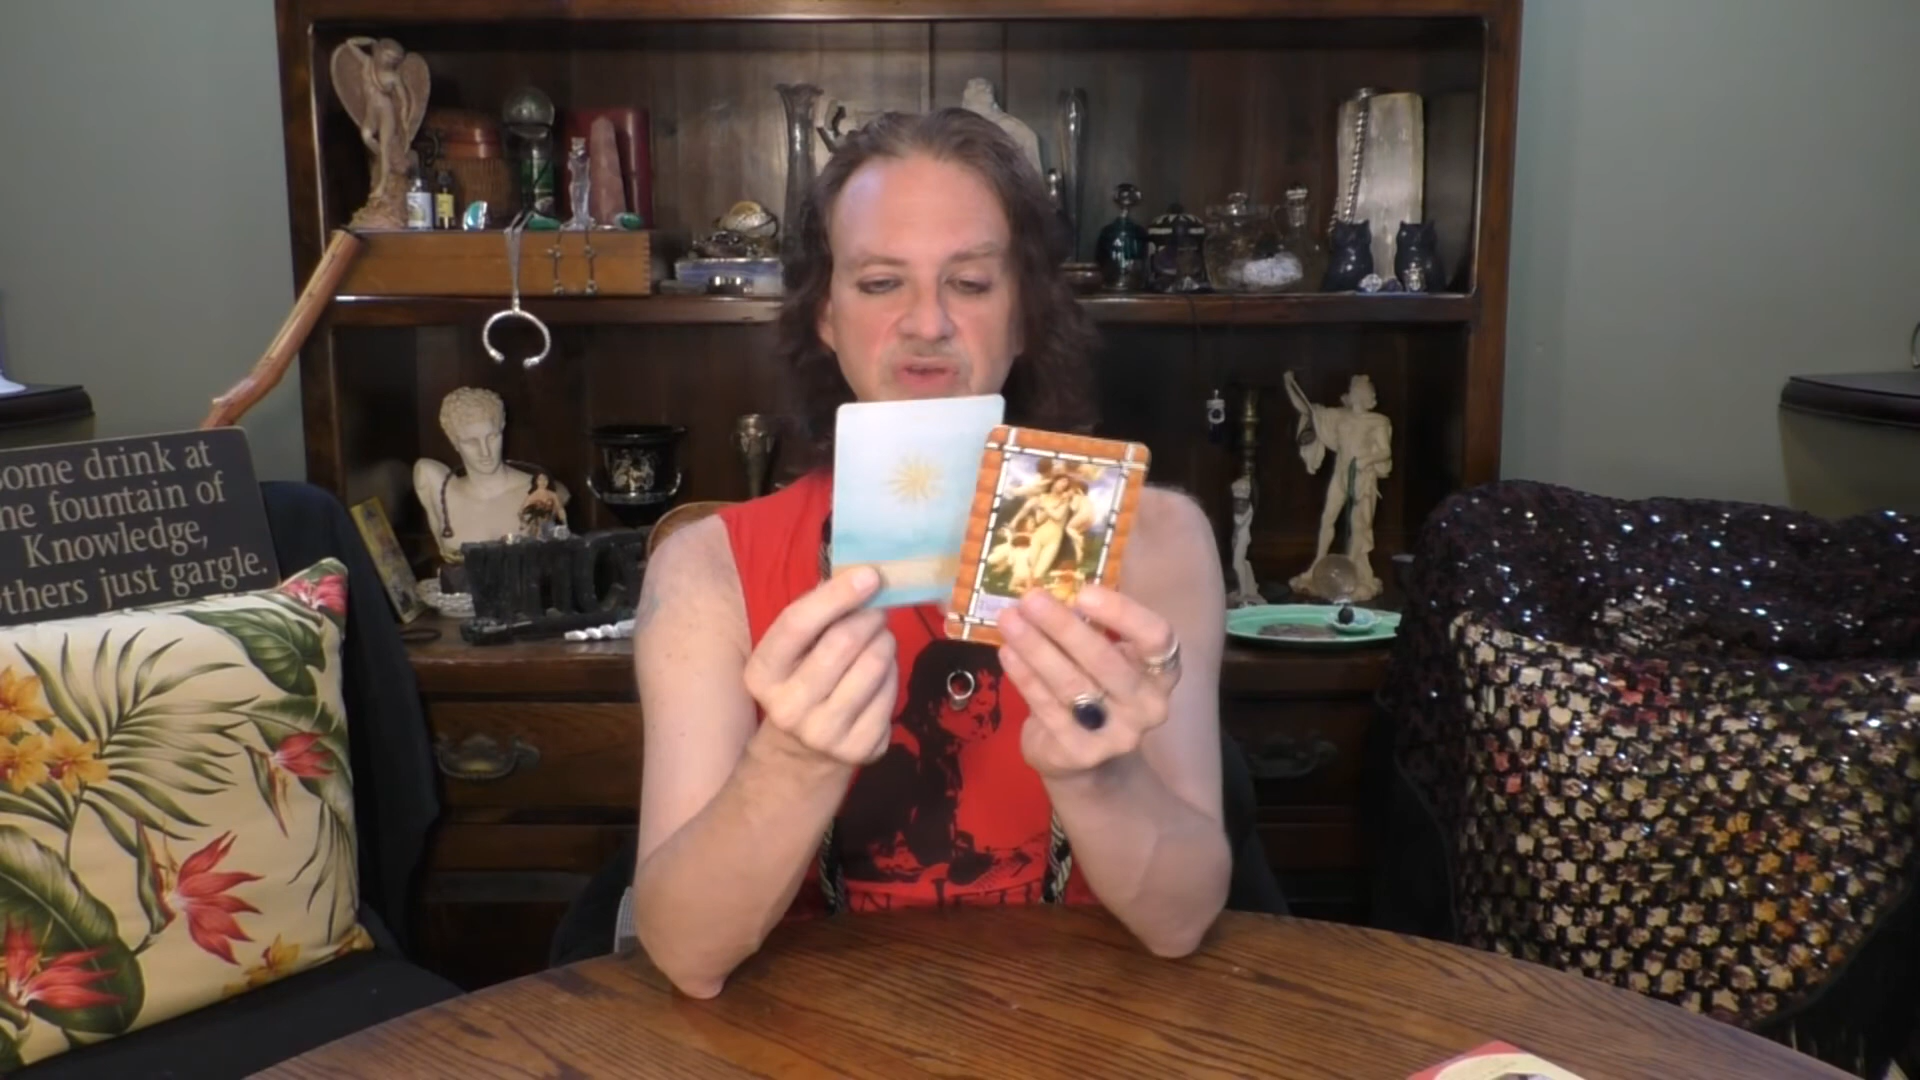 ome drink at
he fountain of
Knowledge,
thers just gargle.